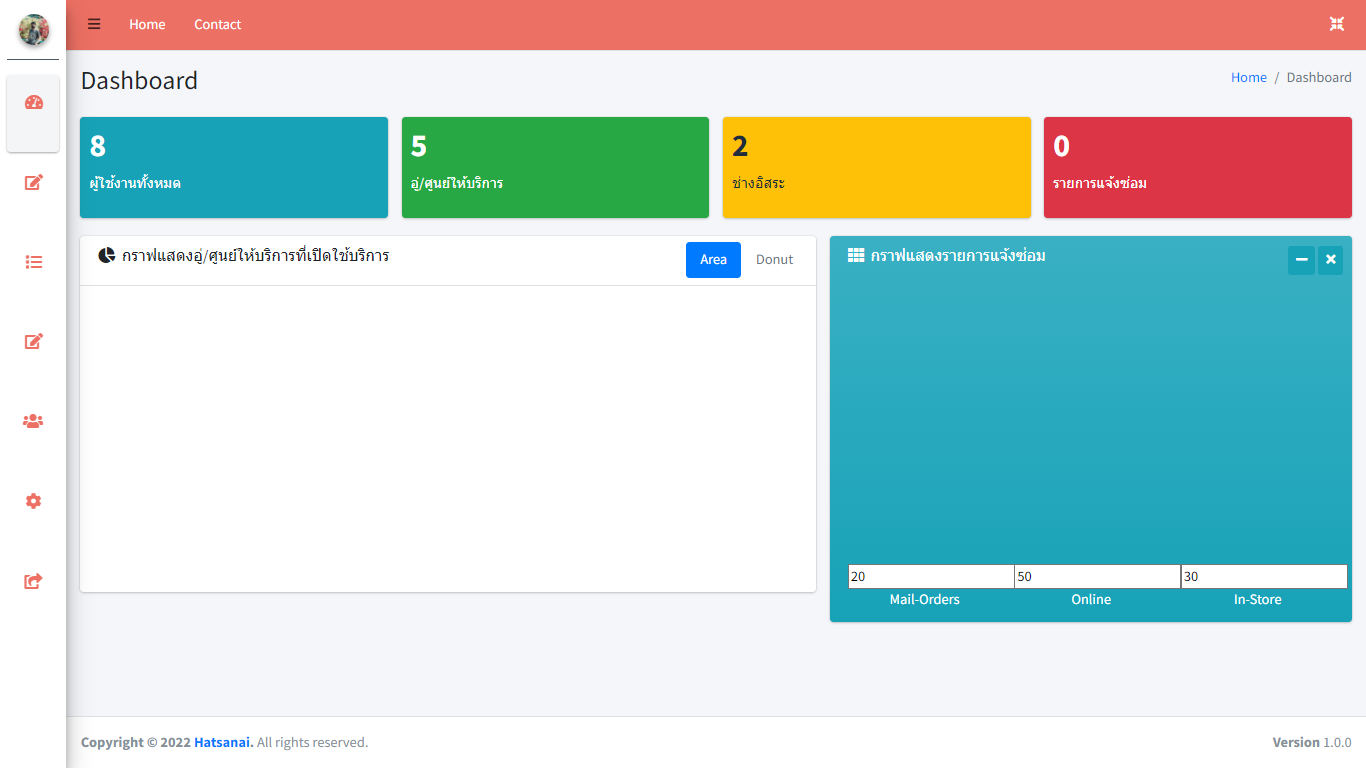 Home Contact
Dashboard
Home / Dashboard
8
ผู้ใช้งานทั้งหมด
5
อู่/ศูนย์ให้บริการ
2
ช่างอิสระ
0
รายการแจ้งซ่อม
กราฟแสดงอู่/ศูนย์ให้บริการที่เปิดใช้บริการ
Area Donut
กราฟแสดงรายการแจ้งซ่อม
20 50 30
Mail-Orders Online In-Store
Copyright © 2022 Hatsanai. All rights reserved.
Version 1.0.0